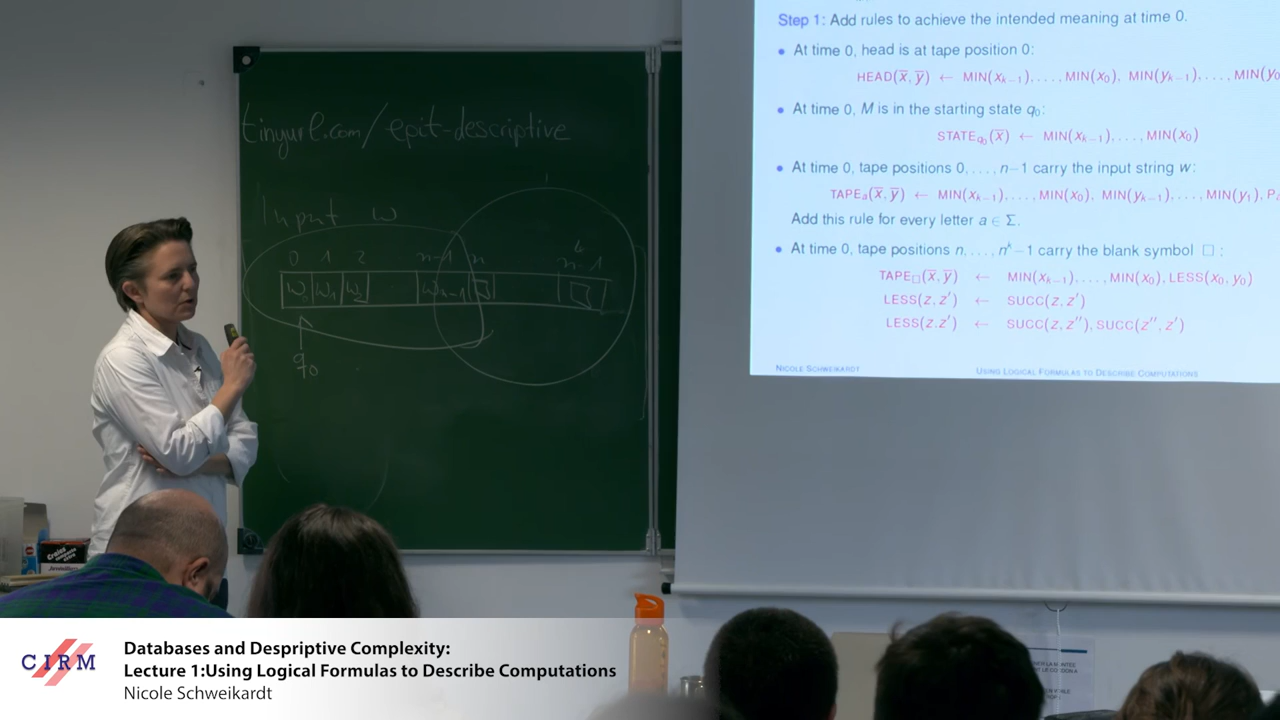 Step 1: Add rules to achieve the intended meaning at time 0.
• At time 0, head is at tape position 0:
HEAD(x̅, y̅) ← MIN(xₖ₋₁), . . . , MIN(x₀), MIN(yₖ₋₁), . . . , MIN(y₀
• At time 0, M is in the starting state q₀:
STATE_q₀(x̅) ← MIN(xₖ₋₁), . . . , MIN(x₀)
• At time 0, tape positions 0, . . . , n−1 carry the input string w:
TAPEₐ(x̅, y̅) ← MIN(xₖ₋₁), . . . , MIN(x₀), MIN(yₖ₋₁), . . . , MIN(y₁), P
Add this rule for every letter a ∈ Σ.
• At time 0, tape positions n, . . . , nᵏ−1 carry the blank symbol □ :
TAPE□(x̅, y̅) ← MIN(xₖ₋₁), . . . , MIN(x₀), LESS(x₀, y₀)
LESS(z, z′) ← SUCC(z, z′)
LESS(z.z′) ← SUCC(z, z″), SUCC(z″, z′)
NICOLE SCHWEIKARDT USING LOGICAL FORMULAS TO DESCRIBE COMPUTATIONS
tinyurl.com/epit-descriptive
Input w
0 1 2 n-1 n nᵏ-1
w₀ w₁ w₂ wₙ₋₁ □ □
q₀
CIRM
Databases and Despriptive Complexity:
Lecture 1:Using Logical Formulas to Describe Computations
Nicole Schweikardt